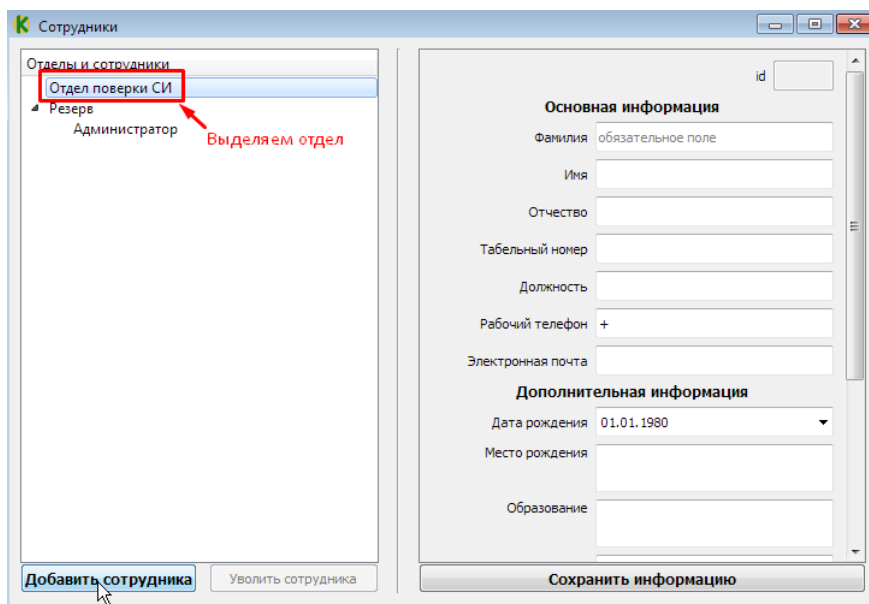 Сотрудники
Отделы и сотрудники
Отдел поверки СИ
Резерв
Администратор
Выделяем отдел
Добавить сотрудника
Уволить сотрудника
id
Основная информация
Фамилия обязательное поле
Имя
Отчество
Табельный номер
Должность
Рабочий телефон +
Электронная почта
Дополнительная информация
Дата рождения 01.01.1980
Место рождения
Образование
Сохранить информацию